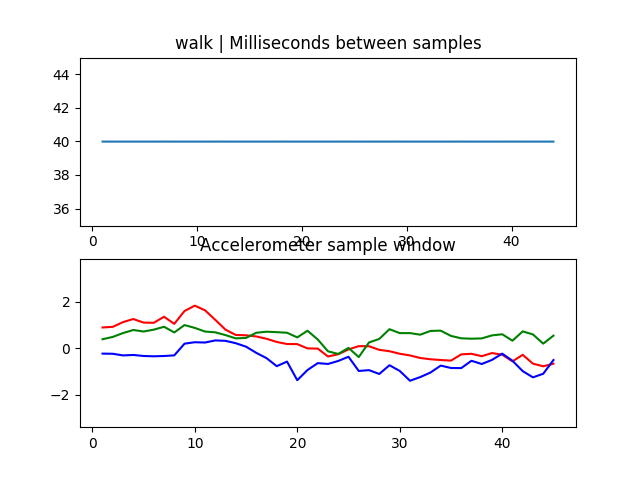 walk | Milliseconds between samples
44
42
40
38
36
0 10 20 30 40
Accelerometer sample window
2
0
−2
0 10 20 30 40